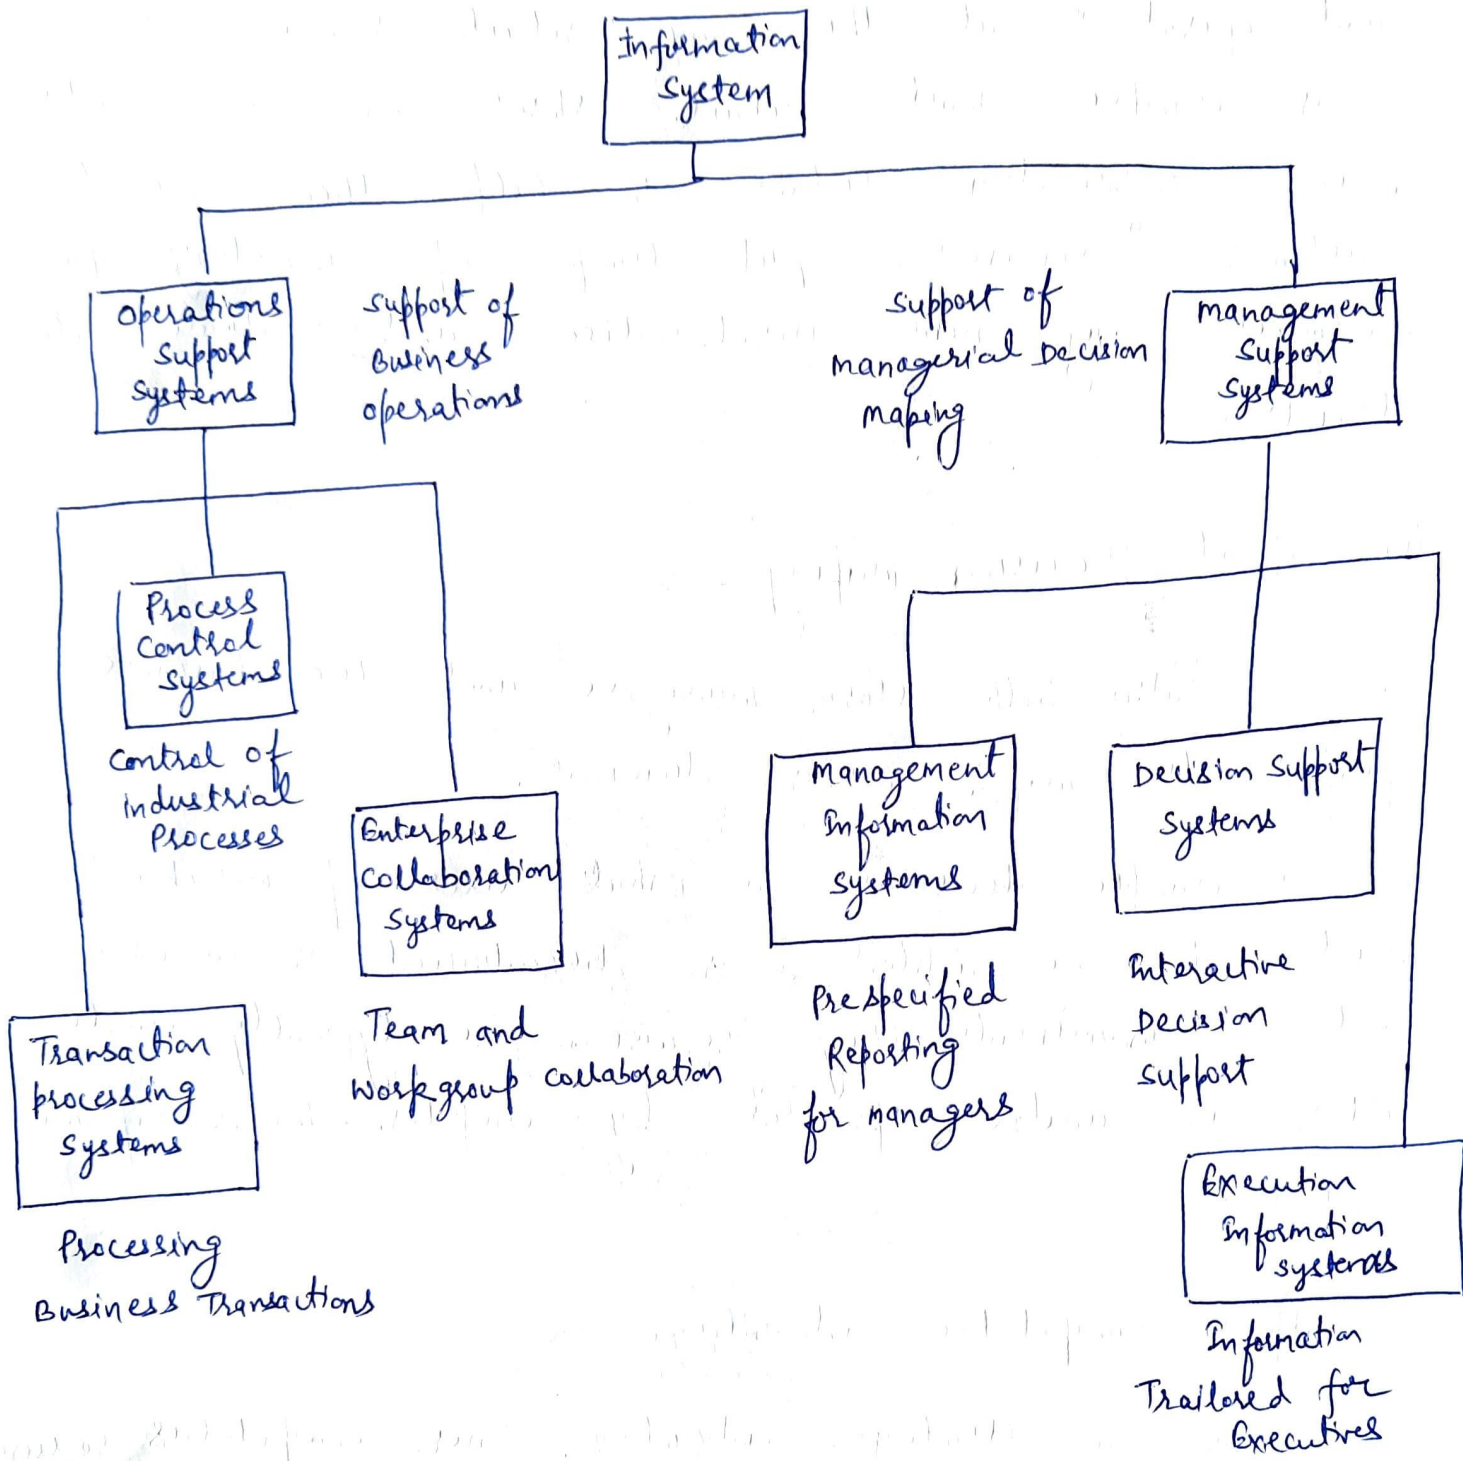 Information
System
Operations
Support
Systems
Support of
Business
Operations
Support of
Managerial Decision
Maping
Management
Support
Systems
Process
Control
Systems
Control of
industrial
Processes
Enterprise
Collaboration
Systems
Team and
Workgroup Collaboration
Transaction
processing
Systems
Processing
Business Transactions
Management
Information
Systems
Prespecified
Reporting
for managers
Decision Support
Systems
Interactive
Decision
Support
Execution
Information
Systems
Information
Trailored for
Executives